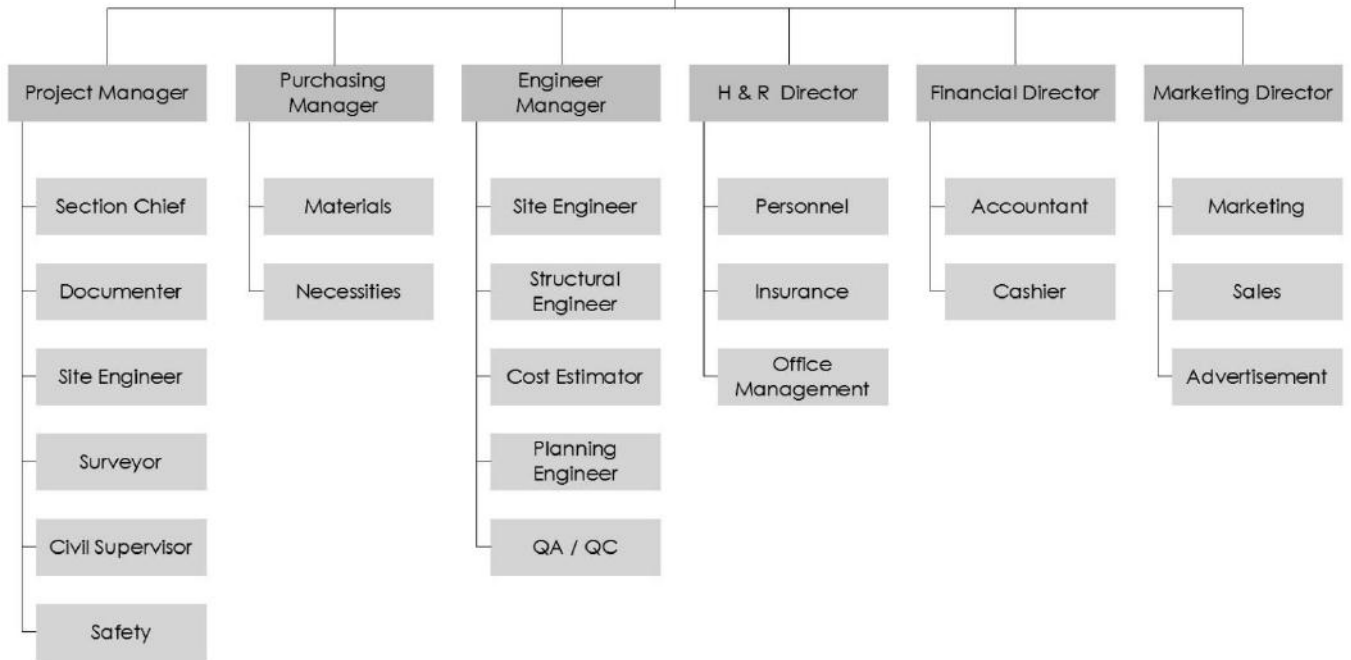 Project Manager
Purchasing
Manager
Engineer
Manager
H & R Director
Financial Director
Marketing Director
Section Chief
Documenter
Site Engineer
Surveyor
Civil Supervisor
Safety
Materials
Necessities
Site Engineer
Structural
Engineer
Cost Estimator
Planning
Engineer
QA / QC
Personnel
Insurance
Office
Management
Accountant
Cashier
Marketing
Sales
Advertisement